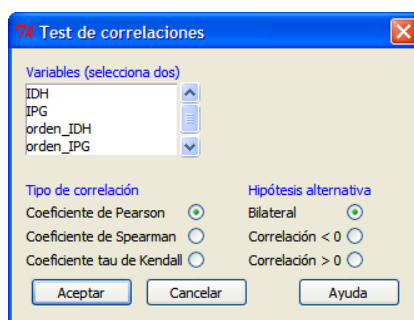 Test de correlaciones
Variables (selecciona dos)
IDH
IPG
orden_IDH
orden_IPG
Tipo de correlación
Hipótesis alternativa
Coeficiente de Pearson
Bilateral
Coeficiente de Spearman
Correlación < 0
Coeficiente tau de Kendall
Correlación > 0
Aceptar
Cancelar
Ayuda